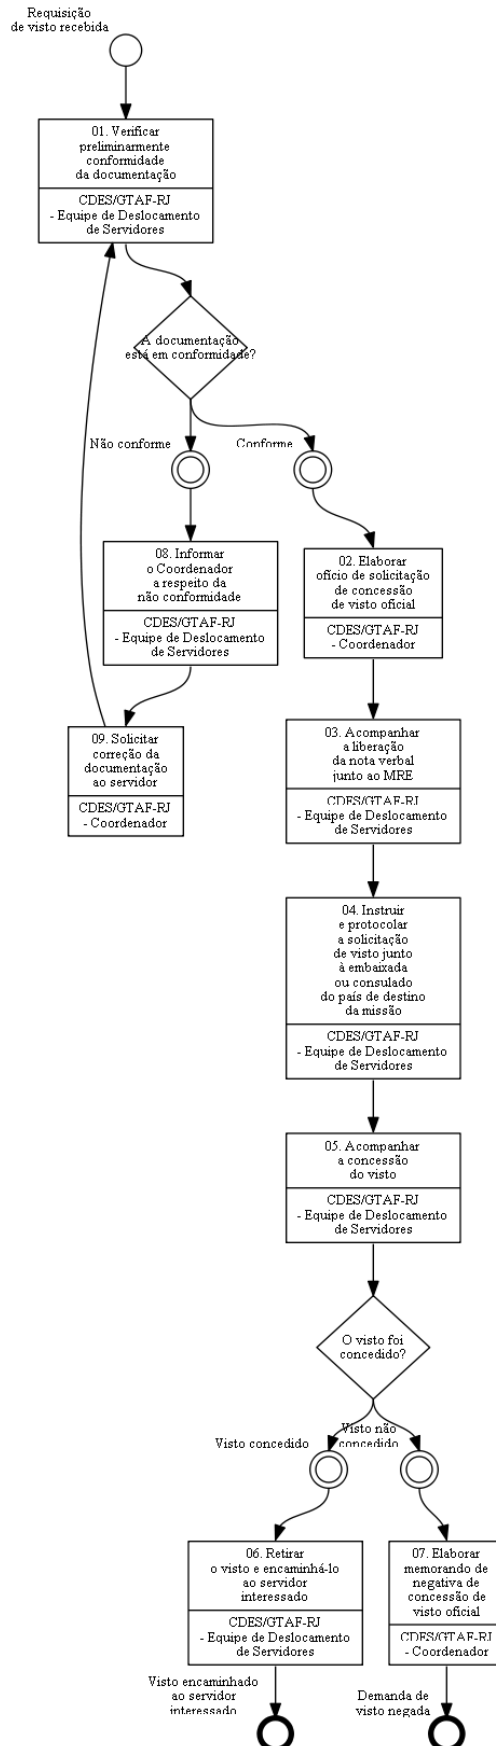 Requisição
de visto recebida
01. Verificar
preliminarmente
conformidade
da documentação
CDES/GTAF-RJ
- Equipe de Deslocamento
de Servidores
A documentação
está em conformidade?
Não conforme
Conforme
08. Informar
o Coordenador
a respeito da
não conformidade
CDES/GTAF-RJ
- Equipe de Deslocamento
de Servidores
02. Elaborar
ofício de solicitação
de concessão
de visto oficial
CDES/GTAF-RJ
- Coordenador
09. Solicitar
correção da
documentação
ao servidor
CDES/GTAF-RJ
- Coordenador
03. Acompanhar
a liberação
da nota verbal
junto ao MRE
CDES/GTAF-RJ
- Equipe de Deslocamento
de Servidores
04. Instruir
e protocolar
a solicitação
de visto junto
à embaixada
ou consulado
do país de destino
da missão
CDES/GTAF-RJ
- Equipe de Deslocamento
de Servidores
05. Acompanhar
a concessão
do visto
CDES/GTAF-RJ
- Equipe de Deslocamento
de Servidores
O visto foi
concedido?
Visto concedido
Visto não
concedido
06. Retirar
o visto e encaminhá-lo
ao servidor
interessado
CDES/GTAF-RJ
- Equipe de Deslocamento
de Servidores
07. Elaborar
memorando de
negativa de
concessão de
visto oficial
CDES/GTAF-RJ
- Coordenador
Visto encaminhado
ao servidor
interessado
Demanda de
visto negada